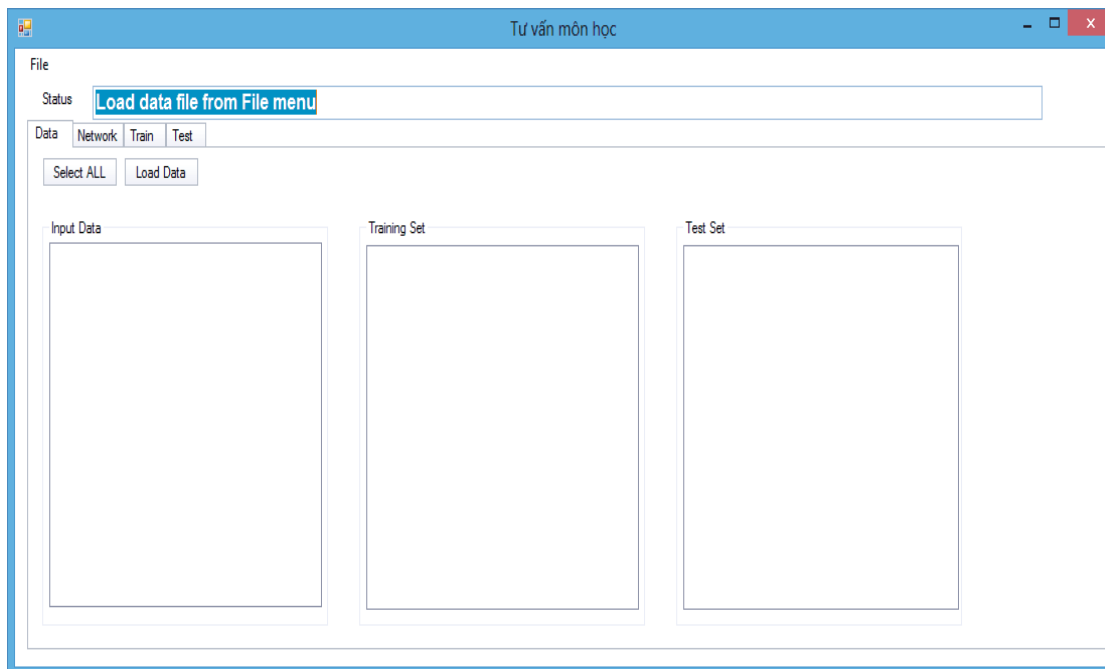 Tư vấn môn học
File
Status Load data file from File menu
Data Network Train Test
Select ALL Load Data
Input Data Training Set Test Set